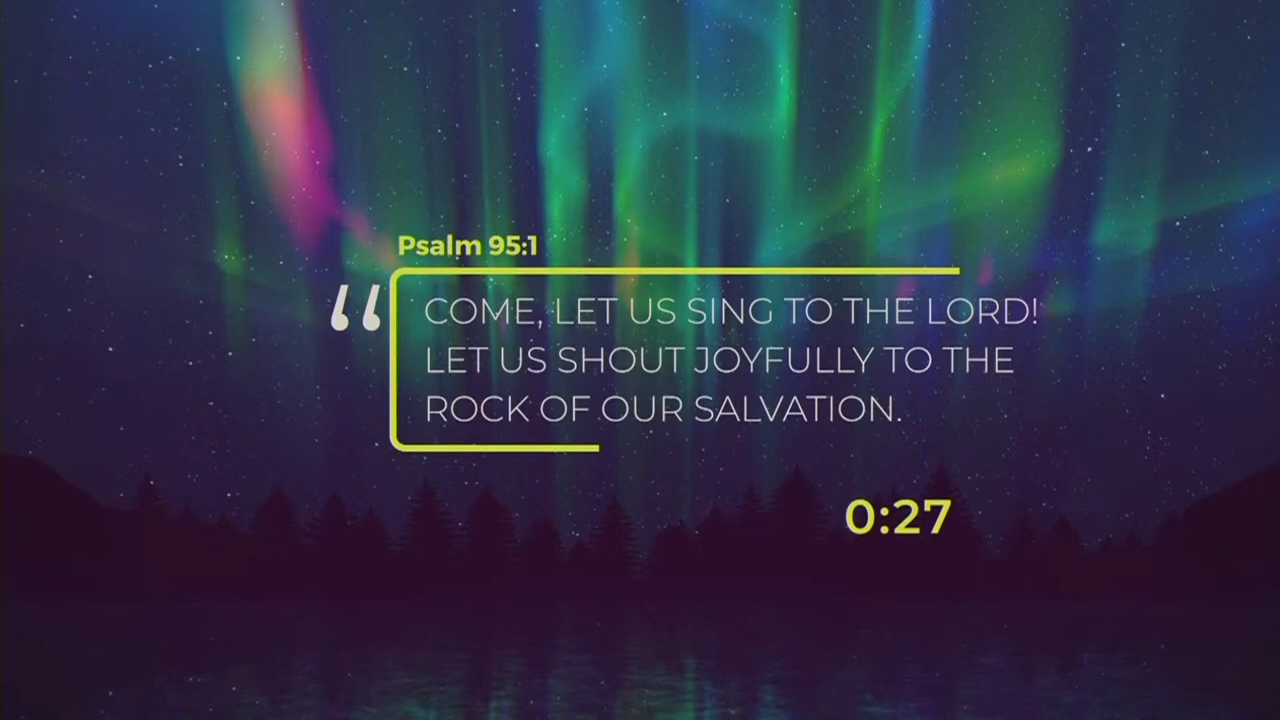 Psalm 95:1
“ COME, LET US SING TO THE LORD!
LET US SHOUT JOYFULLY TO THE
ROCK OF OUR SALVATION.
0:27